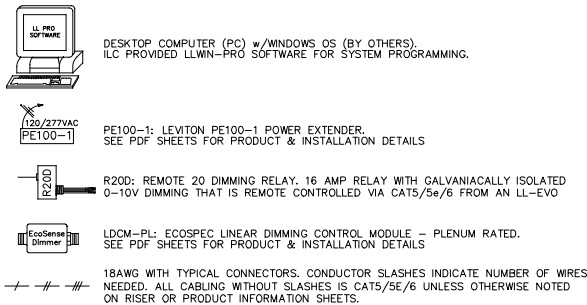 LL PRO
SOFTWARE
DESKTOP COMPUTER (PC) w/WINDOWS OS (BY OTHERS).
ILC PROVIDED LLWIN-PRO SOFTWARE FOR SYSTEM PROGRAMMING.
120/277VAC
PE100-1
PE100-1: LEVITON PE100-1 POWER EXTENDER.
SEE PDF SHEETS FOR PRODUCT & INSTALLATION DETAILS
R20D
R20D: REMOTE 20 DIMMING RELAY. 16 AMP RELAY WITH GALVANIACALLY ISOLATED
0-10V DIMMING THAT IS REMOTE CONTROLLED VIA CAT5/5e/6 FROM AN LL-EVO
EcoSense
Dimmer
LDCM-PL: ECOSPEC LINEAR DIMMING CONTROL MODULE - PLENUM RATED.
SEE PDF SHEETS FOR PRODUCT & INSTALLATION DETAILS
18AWG WITH TYPICAL CONNECTORS. CONDUCTOR SLASHES INDICATE NUMBER OF WIRES
NEEDED. ALL CABLING WITHOUT SLASHES IS CAT5/5E/6 UNLESS OTHERWISE NOTED
ON RISER OR PRODUCT INFORMATION SHEETS.